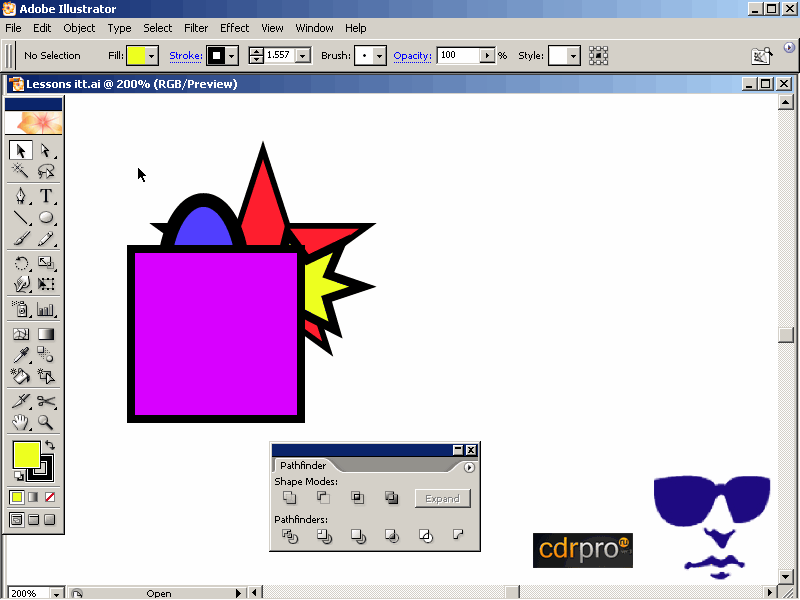 Adobe Illustrator
File Edit Object Type Select Filter Effect View Window Help
No Selection Fill: Stroke: 1.557 Brush: Opacity: 100 % Style:
Lessons itt.ai @ 200% (RGB/Preview)
T
Pathfinder
Shape Modes:
Expand
Pathfinders:
cdrpro
ru
200% Open